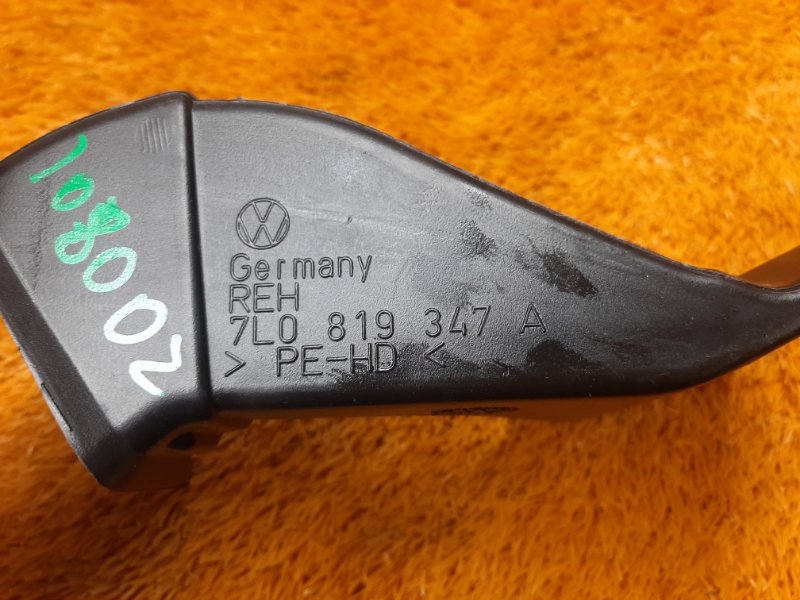 108002
Germany
REH
7L0 819 347 A
> PE-HD <